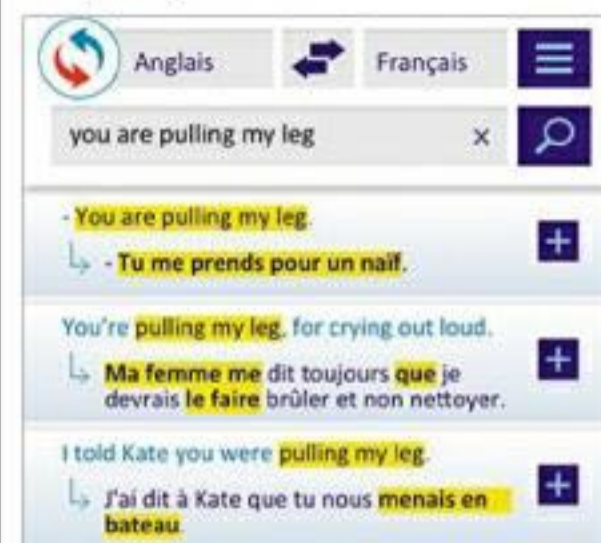 Anglais Français
you are pulling my leg ×
- You are pulling my leg.
- Tu me prends pour un naïf.
You're pulling my leg, for crying out loud.
Ma femme me dit toujours que je
devrais le faire brûler et non nettoyer.
I told Kate you were pulling my leg.
J'ai dit à Kate que tu nous menais en
bateau.